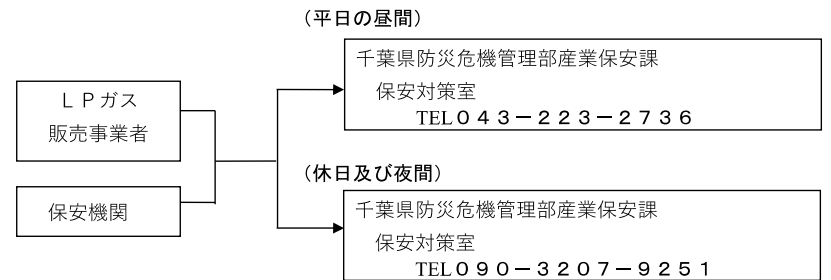 ＬＰガス
販売事業者
保安機関
（平日の昼間）
千葉県防災危機管理部産業保安課
保安対策室
TEL０４３－２２３－２７３６
（休日及び夜間）
千葉県防災危機管理部産業保安課
保安対策室
TEL０９０－３２０７－９２５１